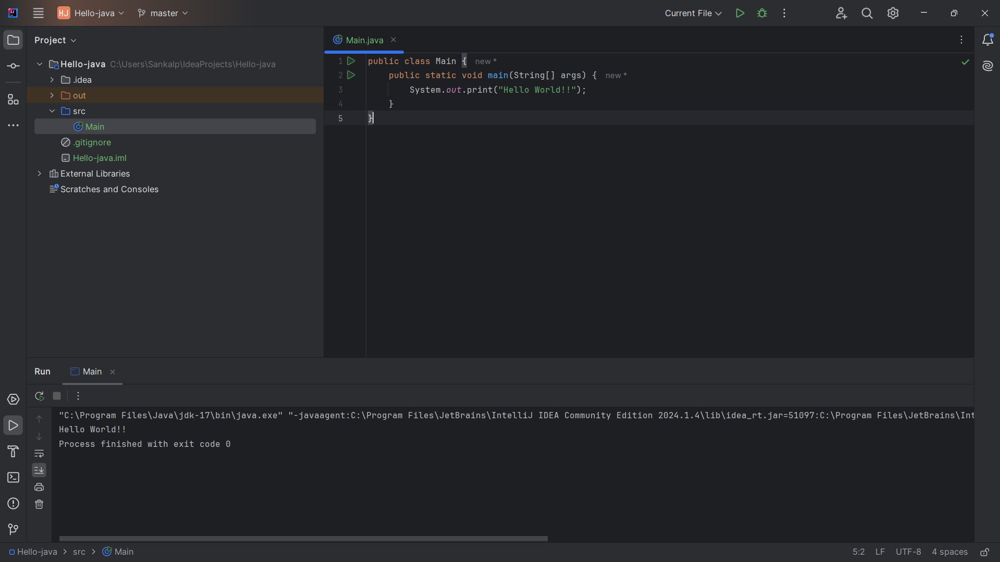 HJ Hello-java master Current File
Project
Main.java
Hello-java C:\Users\Sankalp\IdeaProjects\Hello-java
.idea
out
src
Main
.gitignore
Hello-java.iml
External Libraries
Scratches and Consoles
1 public class Main { new *
2 public static void main(String[] args) { new *
3 System.out.print("Hello World!!");
4 }
5 }
Run Main
"C:\Program Files\Java\jdk-17\bin\java.exe" "-javaagent:C:\Program Files\JetBrains\IntelliJ IDEA Community Edition 2024.1.4\lib\idea_rt.jar=51097:C:\Program Files\JetBrains\Int
Hello World!!
Process finished with exit code 0
Hello-java src Main 5:2 LF UTF-8 4 spaces